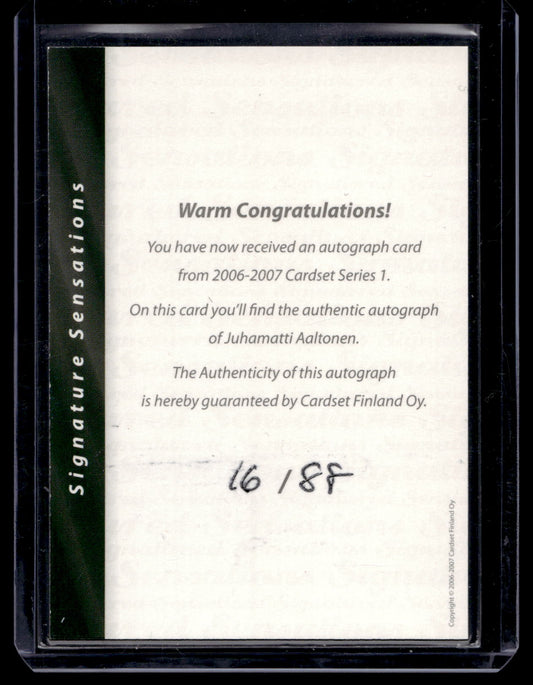 Signature Sensations
Warm Congratulations!
You have now received an autograph card
from 2006-2007 Cardset Series 1.
On this card you'll find the authentic autograph
of Juhamatti Aaltonen.
The Authenticity of this autograph
is hereby guaranteed by Cardset Finland Oy.
16 / 88
Copyright © 2006-2007 Cardset Finland Oy